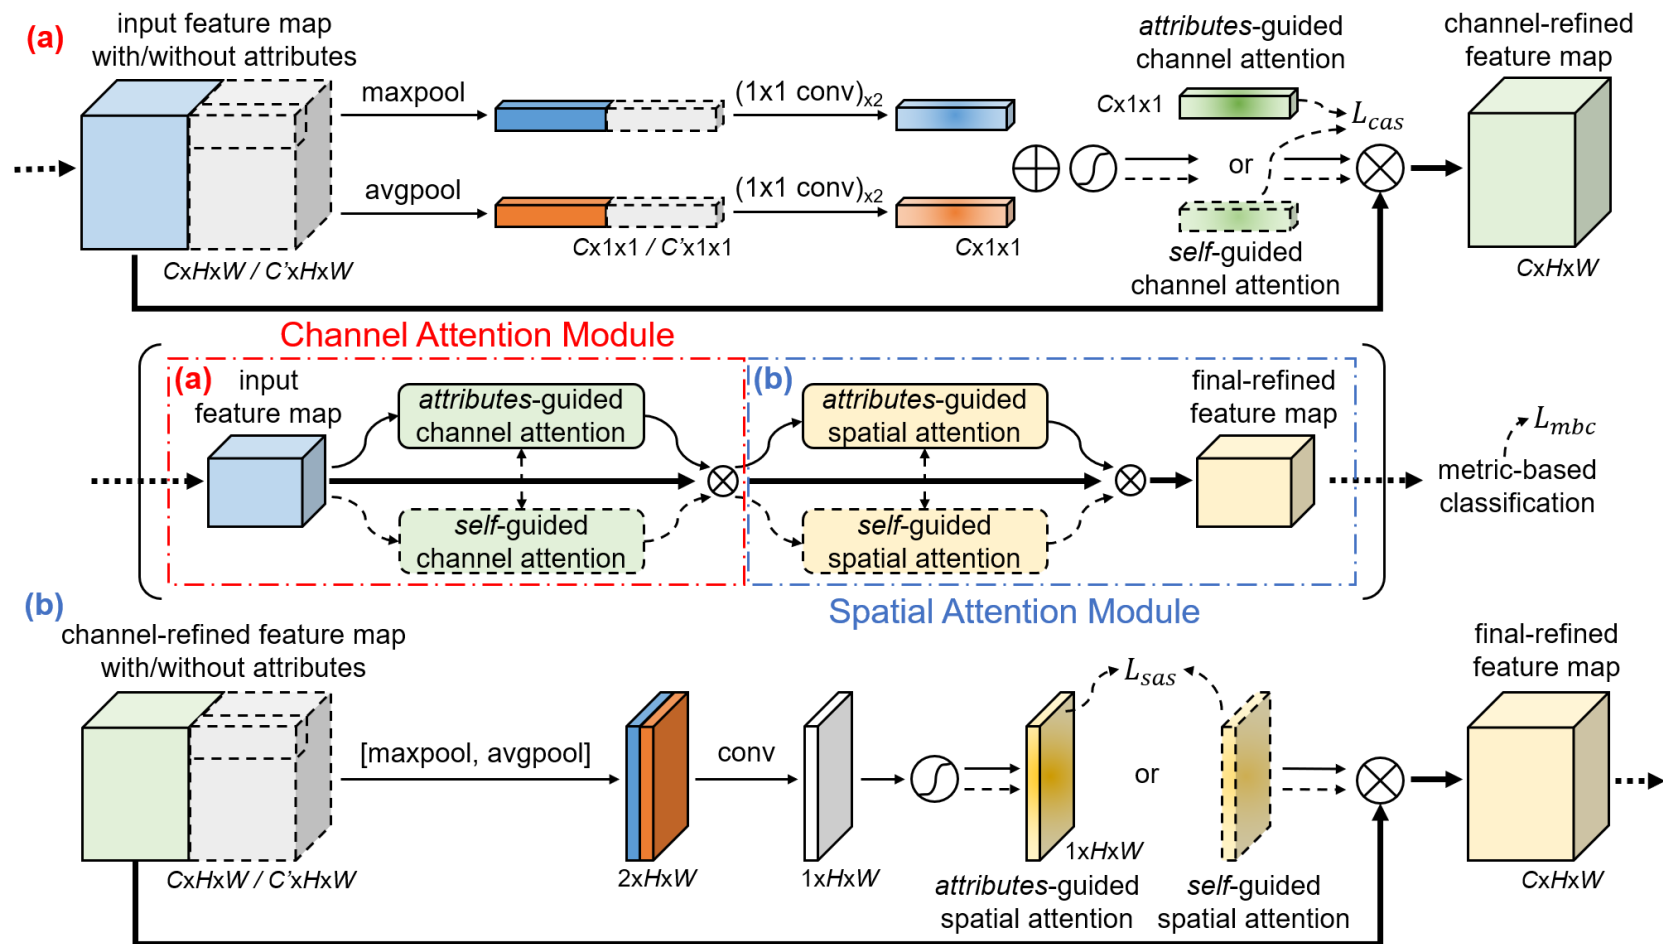 (a)
input feature map
with/without attributes
maxpool
(1x1 conv)x2
attributes-guided
channel attention
channel-refined
feature map
Cx1x1
L_cas
or
avgpool
(1x1 conv)x2
Cx1x1 / C'x1x1
Cx1x1
self-guided
channel attention
CxHxW / C'xHxW
CxHxW
Channel Attention Module
(a)
input
feature map
attributes-guided
channel attention
self-guided
channel attention
(b)
attributes-guided
spatial attention
self-guided
spatial attention
final-refined
feature map
L_mbc
metric-based
classification
Spatial Attention Module
(b)
channel-refined feature map
with/without attributes
[maxpool, avgpool]
conv
L_sas
or
final-refined
feature map
CxHxW / C'xHxW
2xHxW
1xHxW
1xHxW
attributes-guided
spatial attention
self-guided
spatial attention
CxHxW